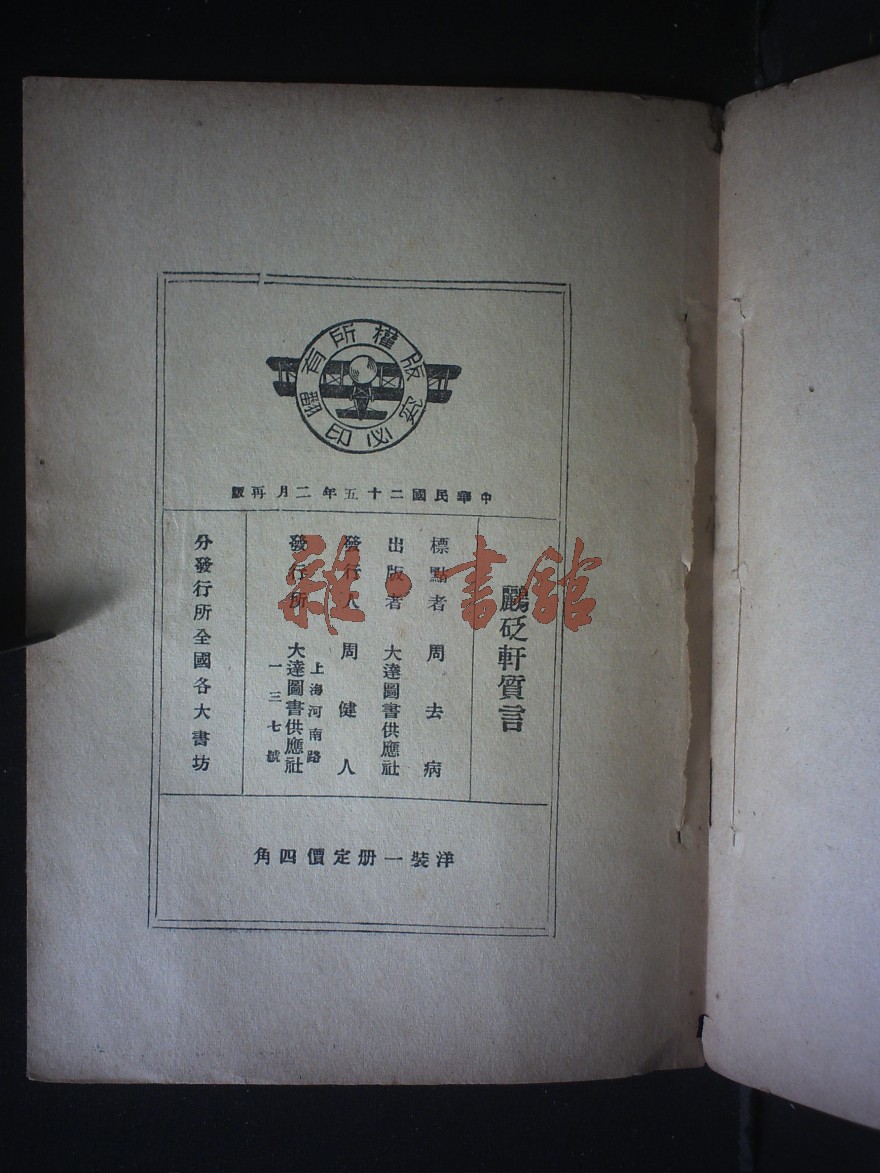 版權所有
翻印必究
中華民國二十五年二月再版
鸝砭軒質言
標點者 周去病
出版者 大達圖書供應社
發行人 周健人
發行所 大達圖書供應社
上海河南路
一三七號
分發行所全國各大書坊
洋裝一册定價四角
雜·書館